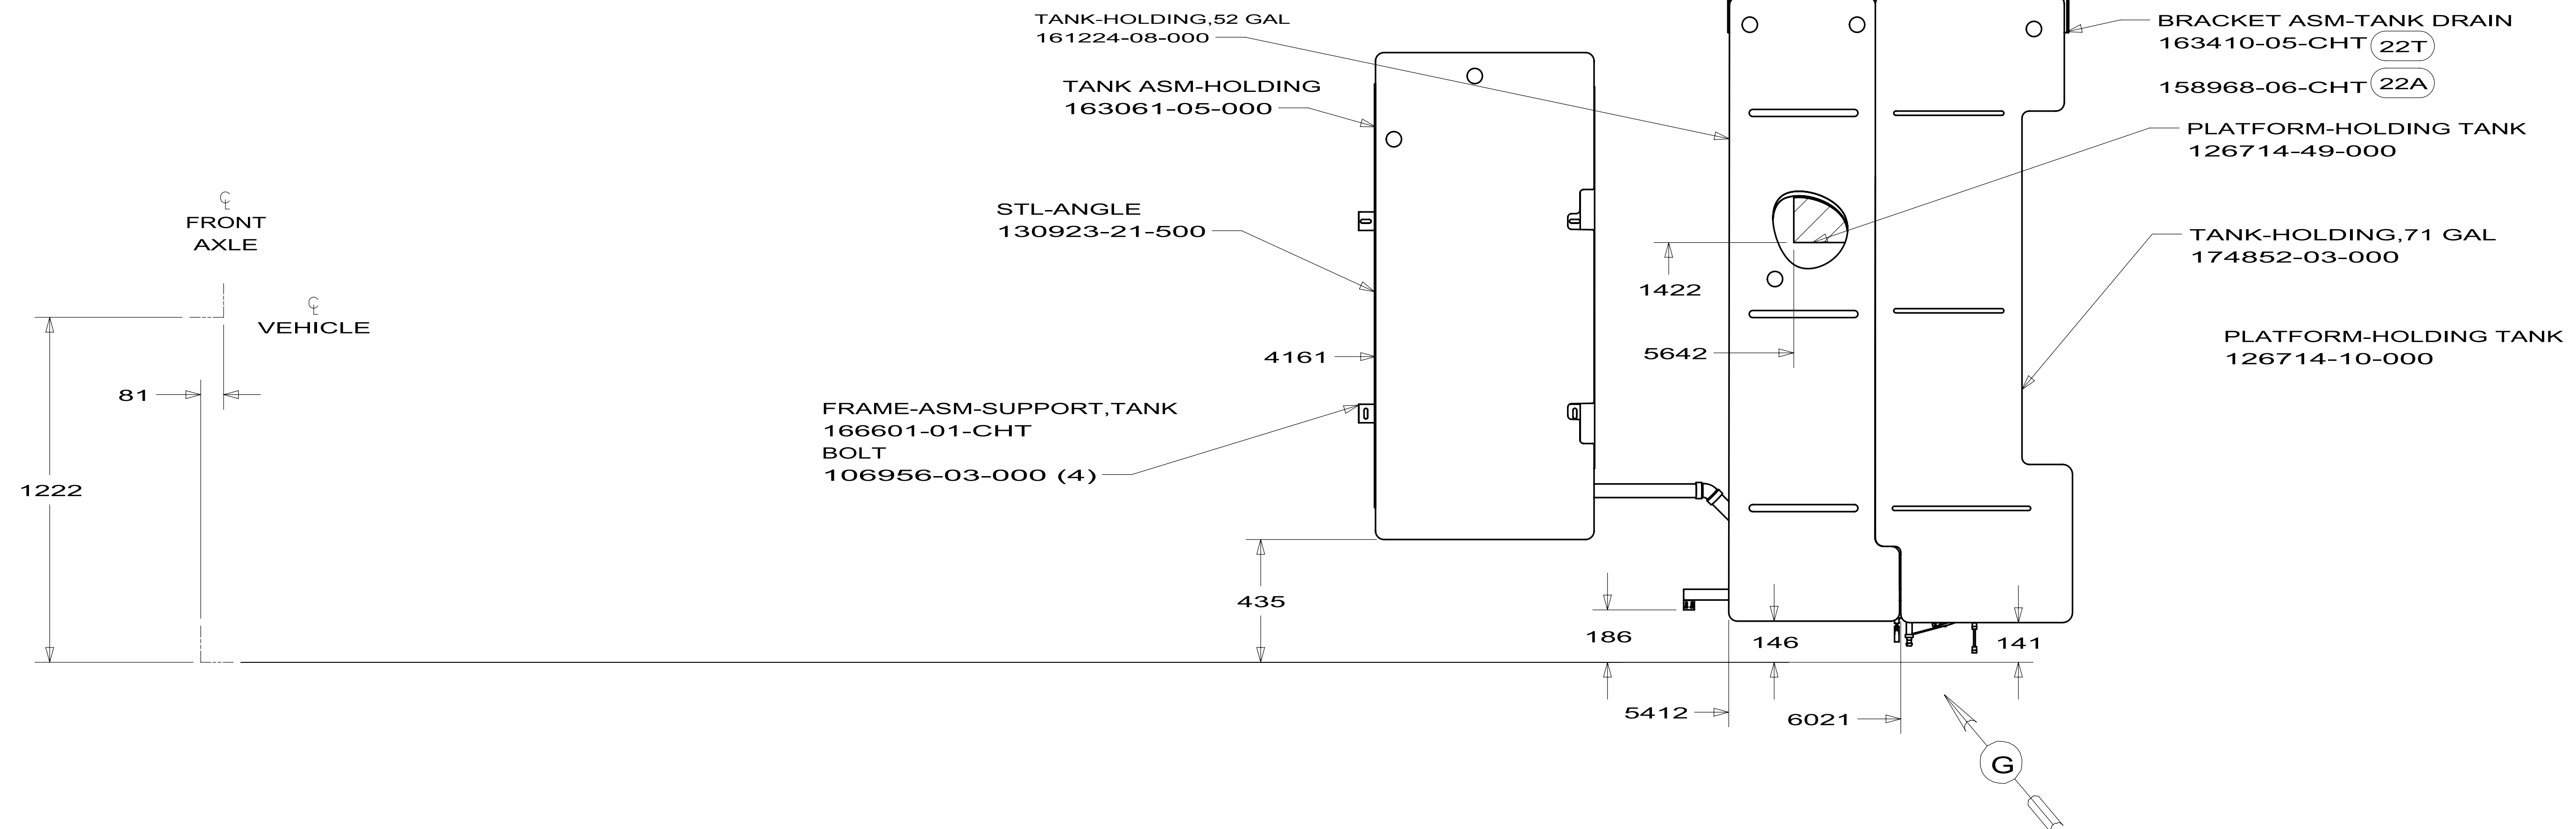 TANK-HOLDING,52 GAL
161224-08-000
TANK ASM-HOLDING
163061-05-000
STL-ANGLE
130923-21-500
4161
FRAME-ASM-SUPPORT,TANK
166601-01-CHT
BOLT
106956-03-000 (4)
℄
FRONT
AXLE
℄
VEHICLE
81
1222
435
186
146
141
5412
6021
1422
5642
BRACKET ASM-TANK DRAIN
163410-05-CHT 22T
158968-06-CHT 22A
PLATFORM-HOLDING TANK
126714-49-000
TANK-HOLDING,71 GAL
174852-03-000
PLATFORM-HOLDING TANK
126714-10-000
G